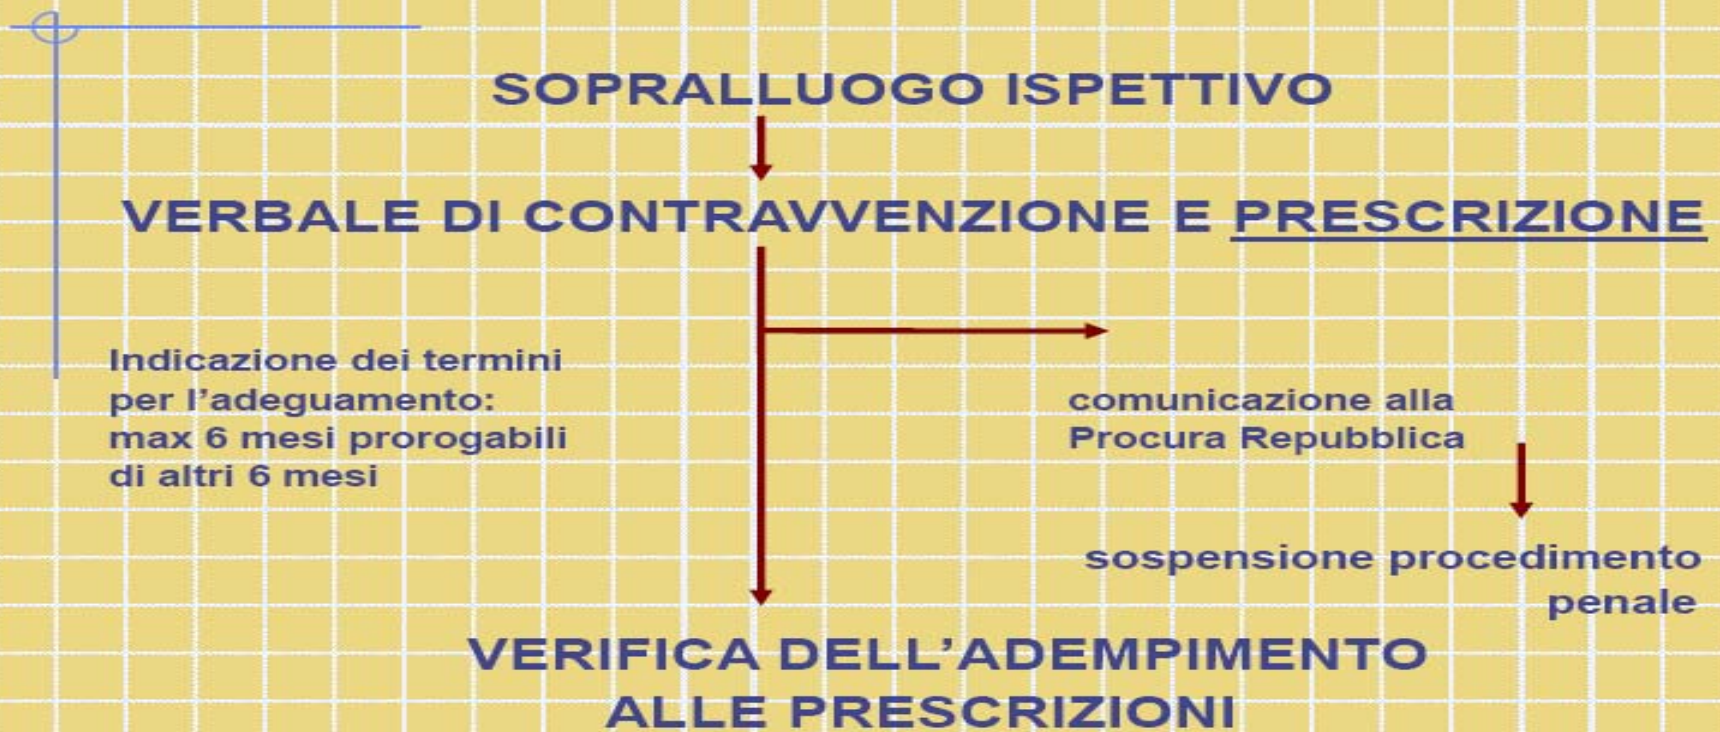 SOPRALLUOGO ISPETTIVO
VERBALE DI CONTRAVVENZIONE E PRESCRIZIONE
Indicazione dei termini
per l’adeguamento:
max 6 mesi prorogabili
di altri 6 mesi
comunicazione alla
Procura Repubblica
sospensione procedimento
penale
VERIFICA DELL’ADEMPIMENTO
ALLE PRESCRIZIONI